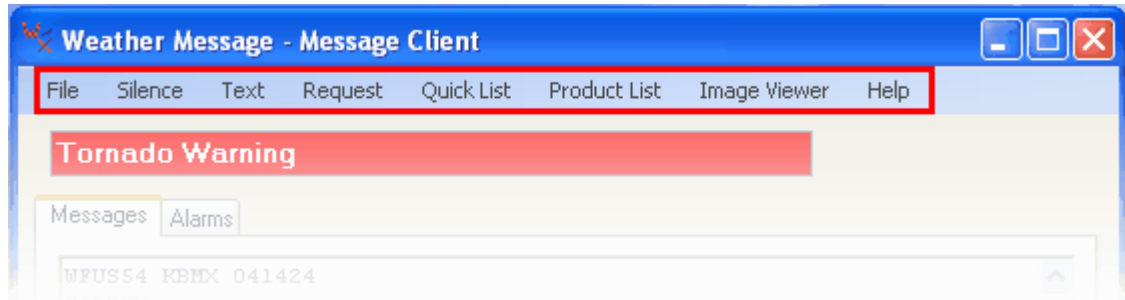 Weather Message - Message Client
File Silence Text Request Quick List Product List Image Viewer Help
Tornado Warning
Messages Alarms
WFUS54 KBMX 041424